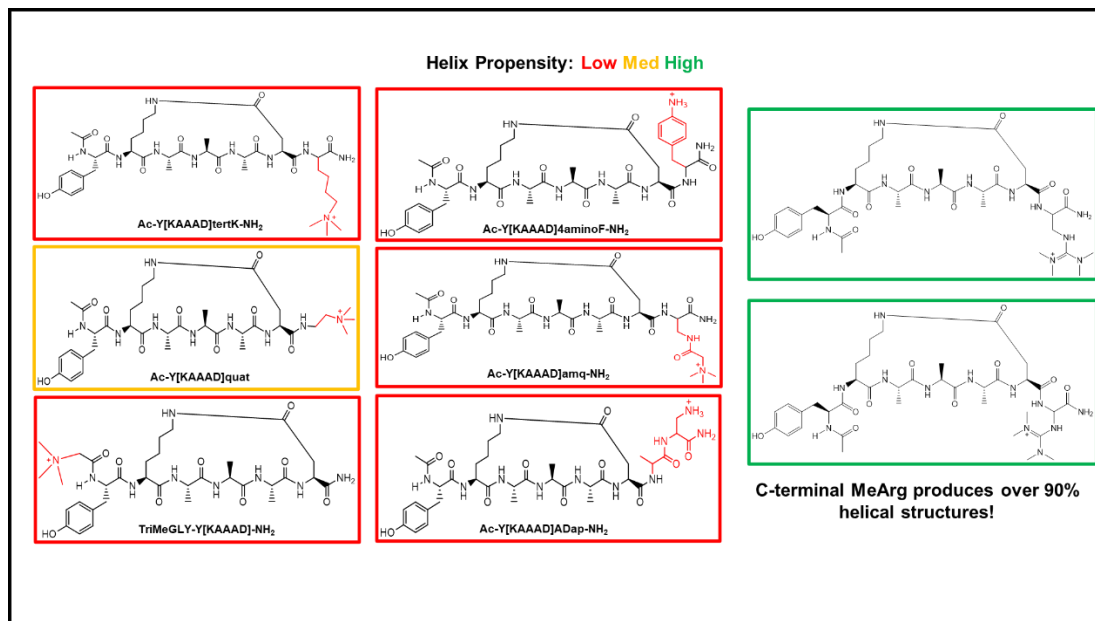 Helix Propensity: Low Med High
Ac-Y[KAAAD]tertK-NH2
Ac-Y[KAAAD]4aminoF-NH2
Ac-Y[KAAAD]quat
Ac-Y[KAAAD]amq-NH2
TriMeGLY-Y[KAAAD]-NH2
Ac-Y[KAAAD]ADap-NH2
C-terminal MeArg produces over 90%
helical structures!